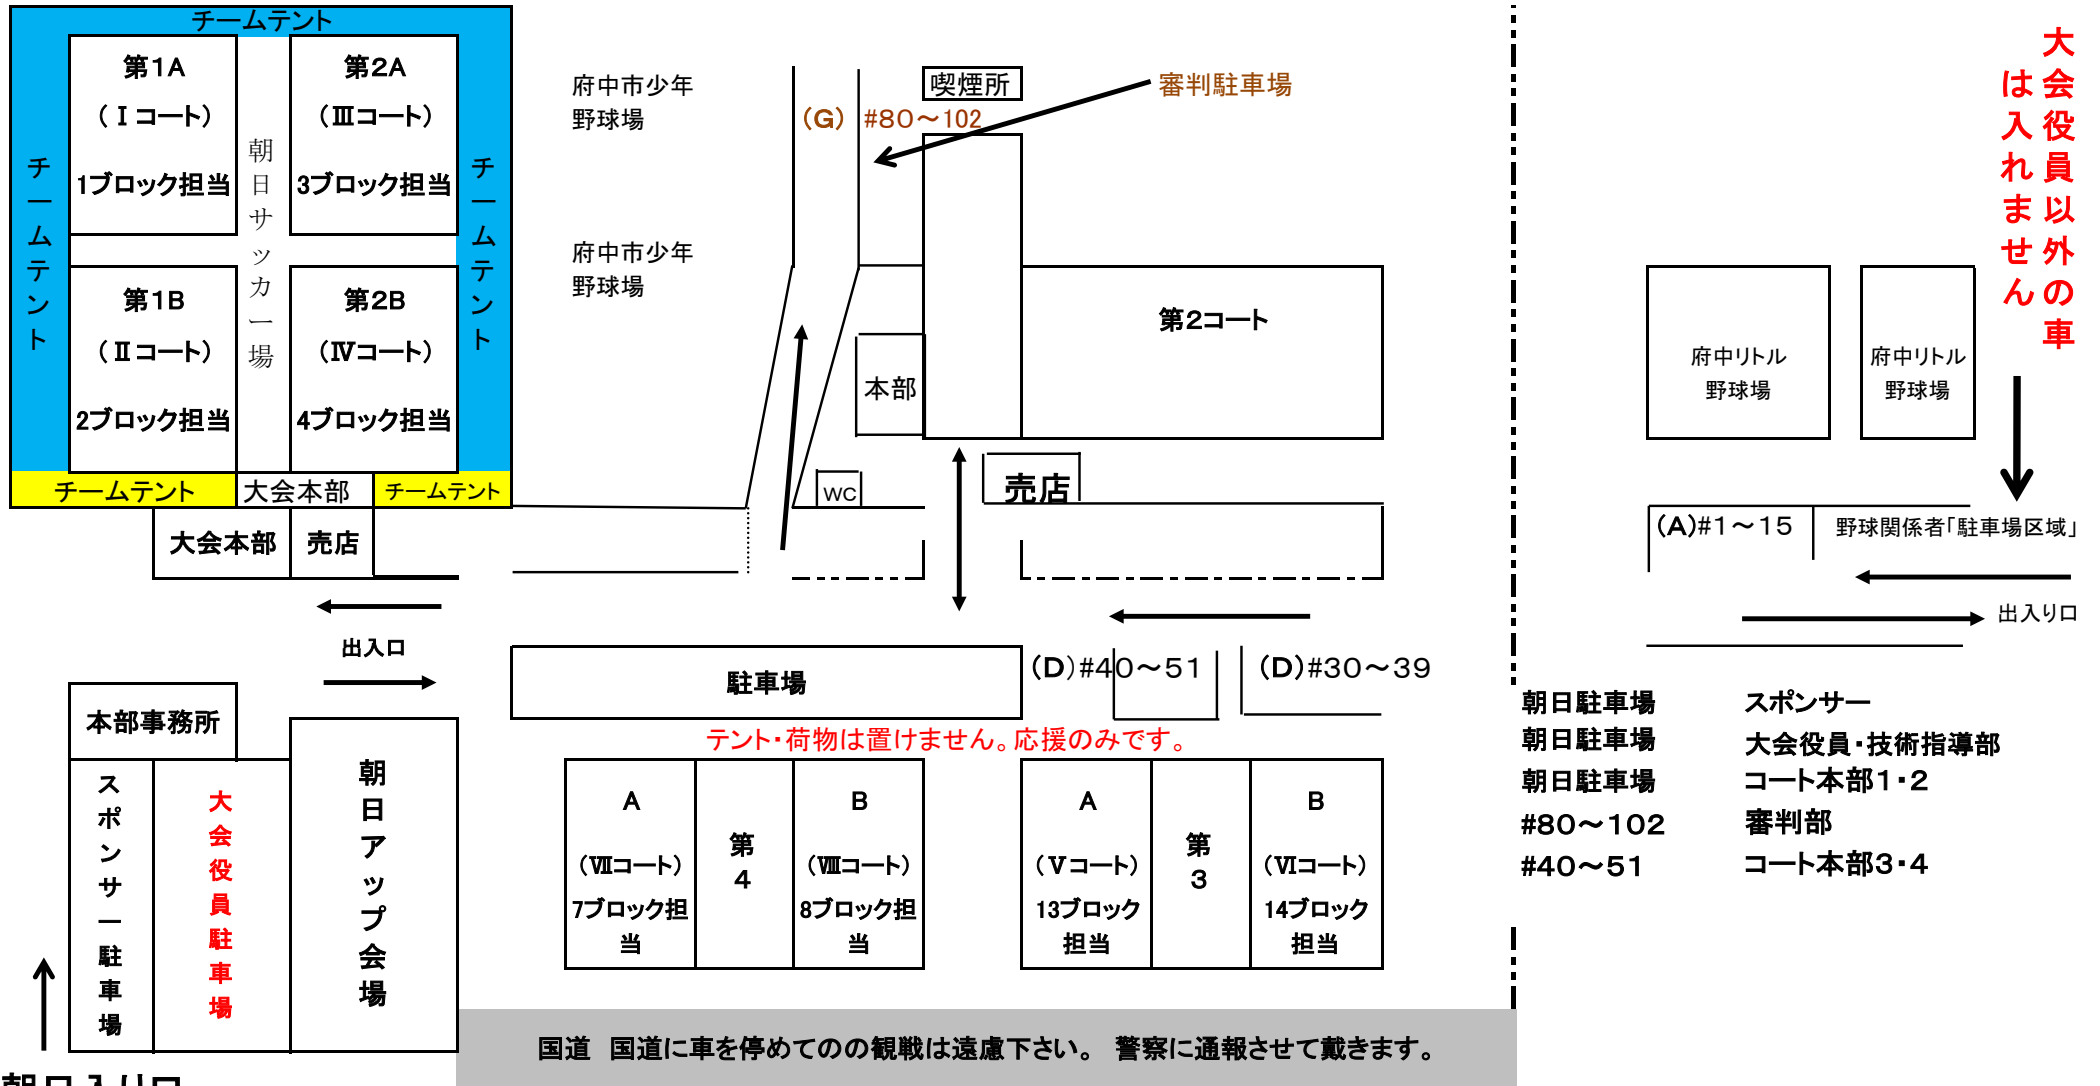 チームテント
第1A
（Ⅰコート）
1ブロック担当
第2A
（Ⅲコート）
3ブロック担当
チームテント
朝日サッカー場
チームテント
第1B
（Ⅱコート）
2ブロック担当
第2B
（Ⅳコート）
4ブロック担当
チームテント
大会本部
チームテント
大会本部
売店
府中市少年
野球場
府中市少年
野球場
（G）
#80～102
喫煙所
審判駐車場
第2コート
本部
WC
売店
大会役員以外の車
は入れません
府中リトル
野球場
府中リトル
野球場
（A）#1～15
野球関係者「駐車場区域」
出入り口
出入口
駐車場
（D）#40～51
（D）#30～39
テント・荷物は置けません。応援のみです。
本部事務所
スポンサー駐車場
大会役員駐車場
朝日アップ会場
A
（Ⅶコート）
7ブロック担
当
第
4
B
（Ⅷコート）
8ブロック担
当
A
（Ⅴコート）
13ブロック
担当
第
3
B
（Ⅵコート）
14ブロック
担当
朝日駐車場 スポンサー
朝日駐車場 大会役員・技術指導部
朝日駐車場 コート本部1・2
#80～102 審判部
#40～51 コート本部3・4
国道　国道に車を停めてのの観戦は遠慮下さい。　警察に通報させて戴きます。
朝日入り口